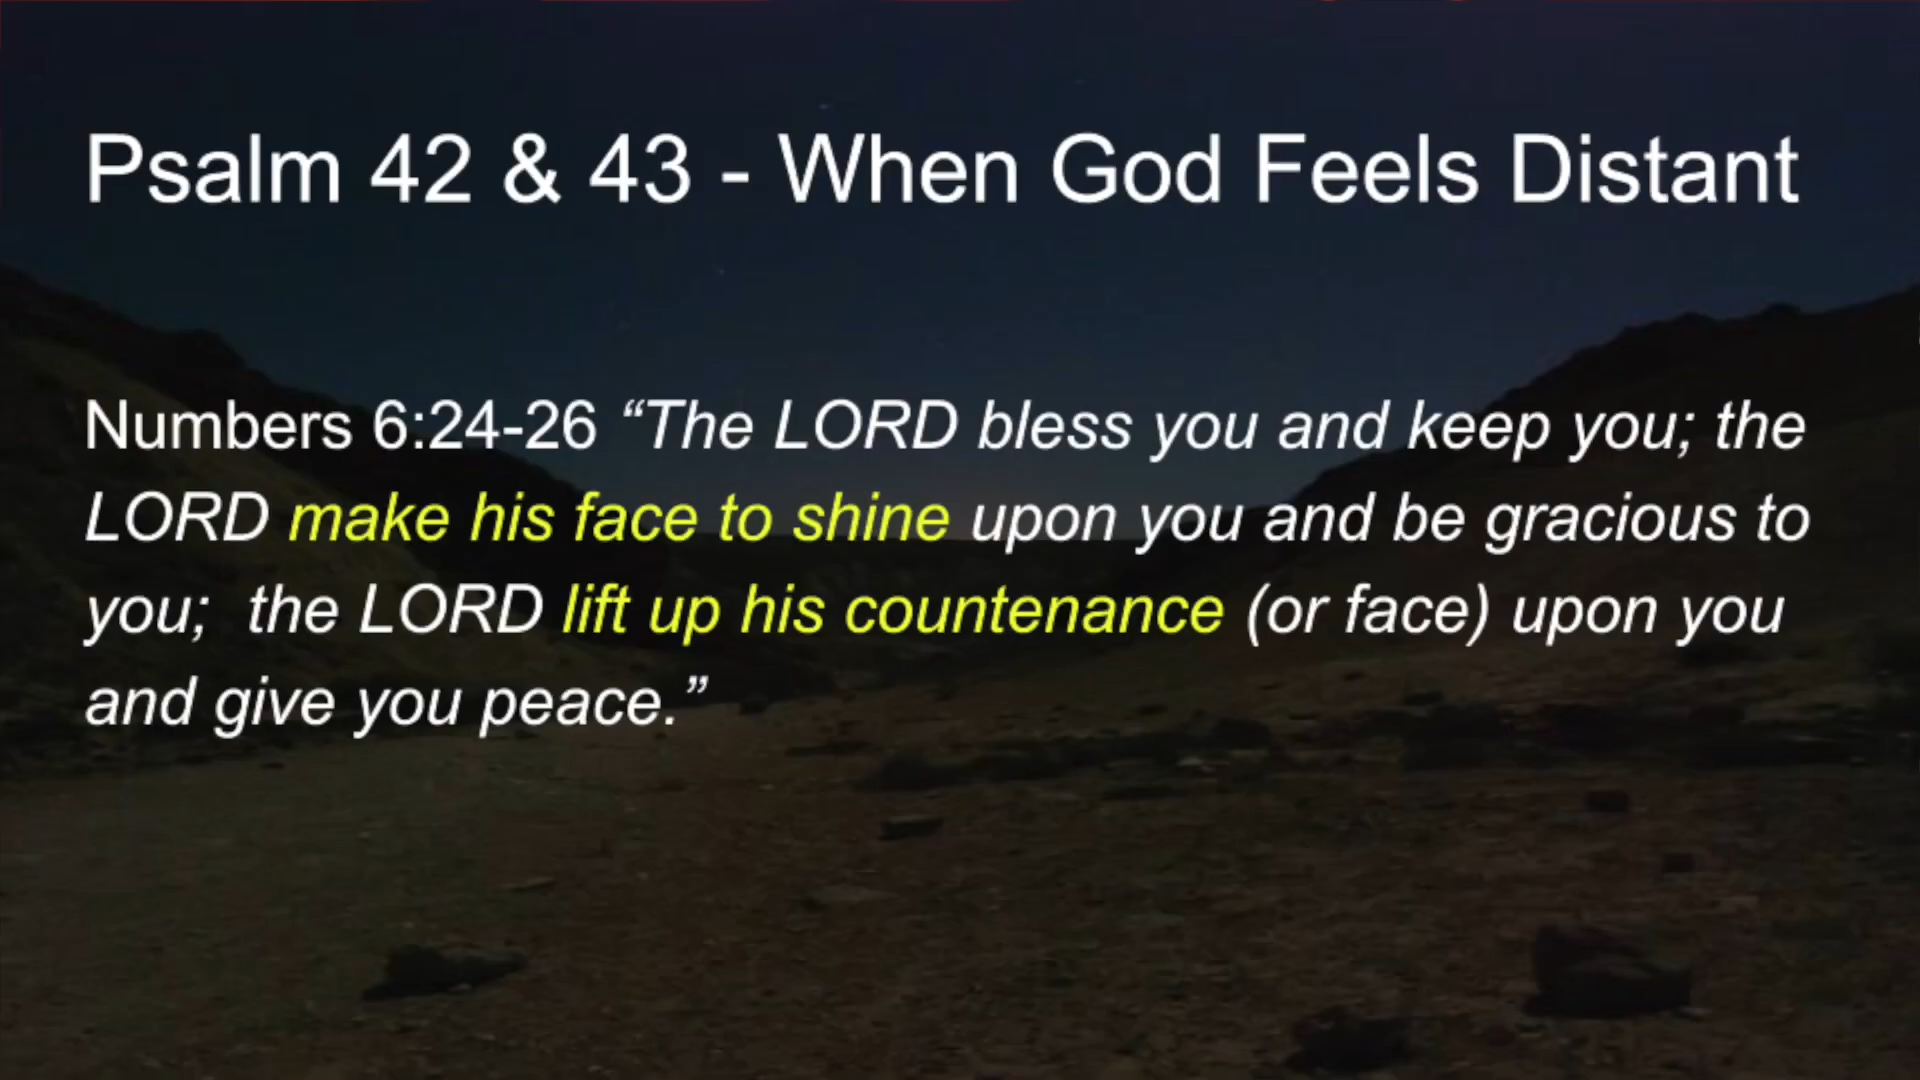 Psalm 42 & 43 - When God Feels Distant
Numbers 6:24-26 “The LORD bless you and keep you; the
LORD make his face to shine upon you and be gracious to
you;  the LORD lift up his countenance (or face) upon you
and give you peace.”